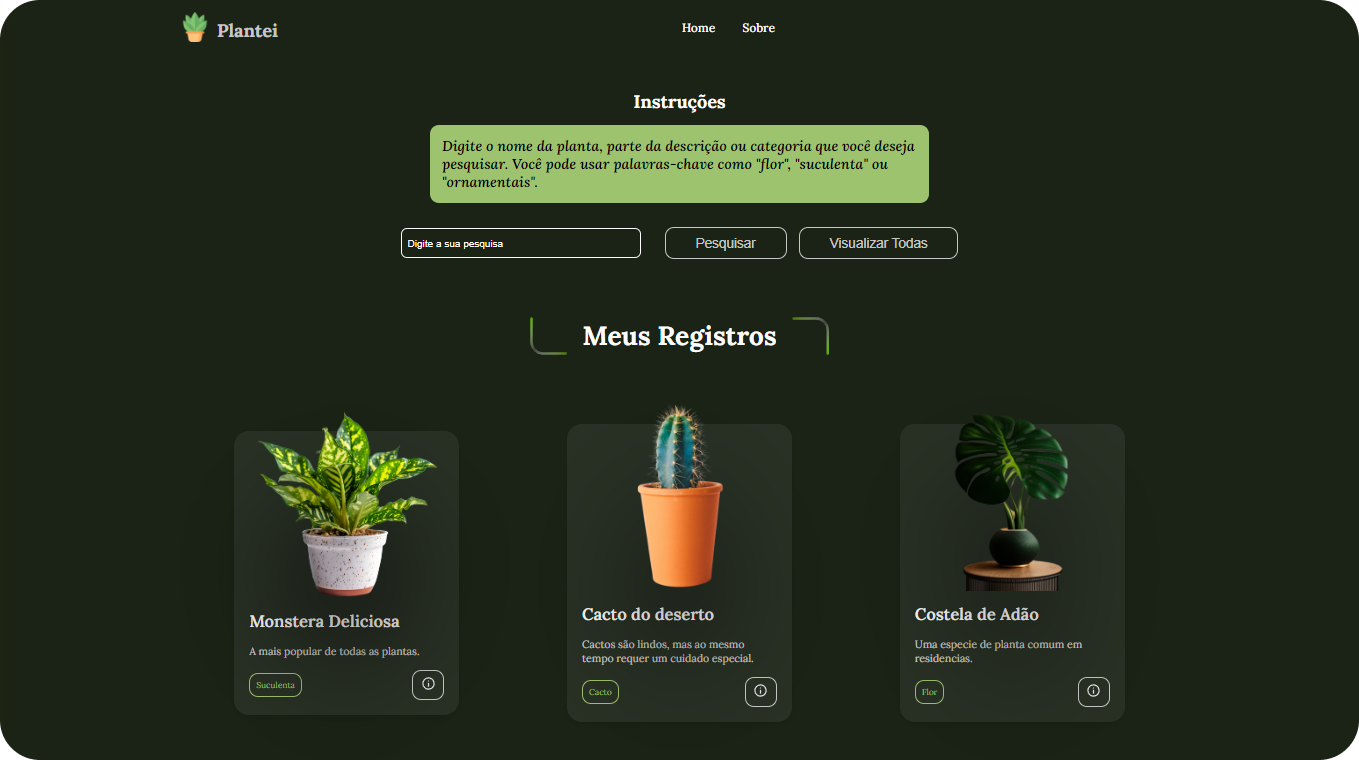 Plantei
Home
Sobre
Instruções
Digite o nome da planta, parte da descrição ou categoria que você deseja
pesquisar. Você pode usar palavras-chave como "flor", "suculenta" ou
"ornamentais".
Digite a sua pesquisa
Pesquisar
Visualizar Todas
Meus Registros
Monstera Deliciosa
A mais popular de todas as plantas.
Suculenta
Cacto do deserto
Cactos são lindos, mas ao mesmo
tempo requer um cuidado especial.
Cacto
Costela de Adão
Uma especie de planta comum em
residencias.
Flor